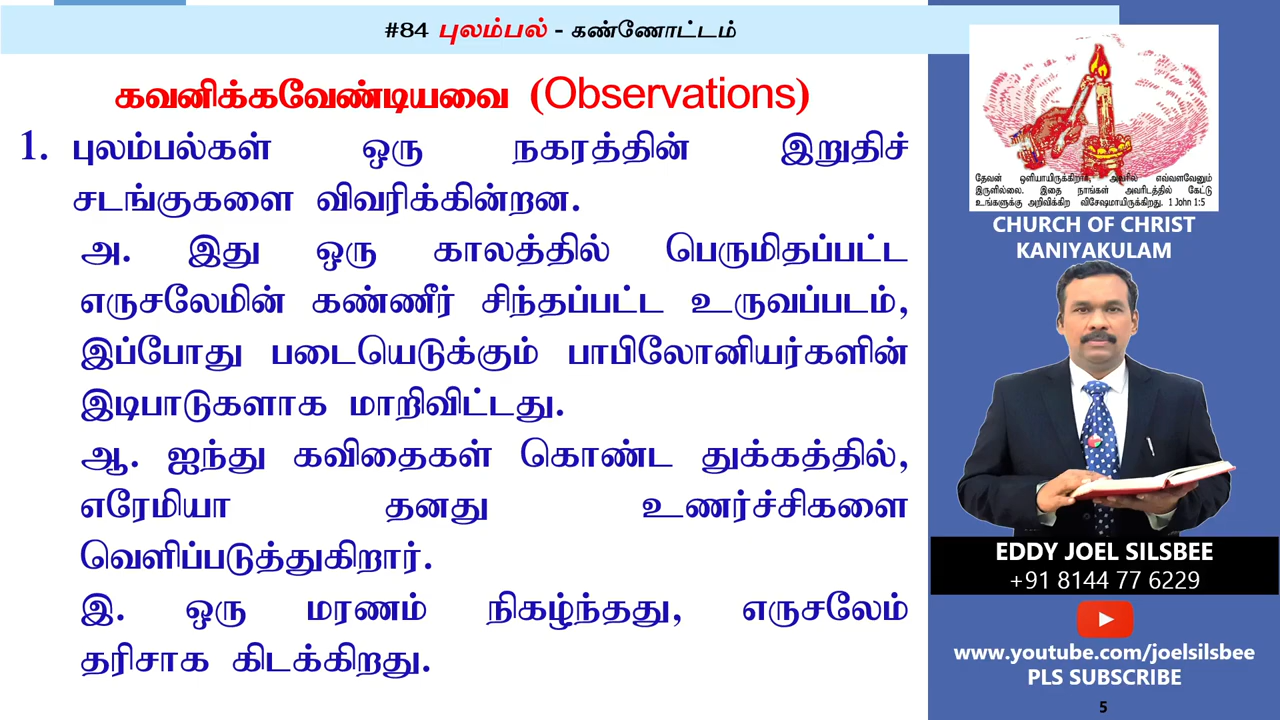 #84 புலம்பல் - கண்ணோட்டம்
கவனிக்கவேண்டியவை (Observations)
1. புலம்பல்கள் ஒரு நகரத்தின் இறுதிச்
சடங்குகளை விவரிக்கின்றன.
அ. இது ஒரு காலத்தில் பெருமிதப்பட்ட
எருசலேமின் கண்ணீர் சிந்தப்பட்ட உருவப்படம்,
இப்போது படையெடுக்கும் பாபிலோனியர்களின்
இடிபாடுகளாக மாறிவிட்டது.
ஆ. ஐந்து கவிதைகள் கொண்ட துக்கத்தில்,
எரேமியா தனது உணர்ச்சிகளை
வெளிப்படுத்துகிறார்.
இ. ஒரு மரணம் நிகழ்ந்தது, எருசலேம்
தரிசாக கிடக்கிறது.
தேவன் ஒளியாயிருக்கிறார், அவரில் எவ்வளவேனும்
இருளில்லை. இதை நாங்கள் அவரிடத்தில் கேட்டு
உங்களுக்கு அறிவிக்கிற விசேஷமாயிருக்கிறது. 1 John 1:5
CHURCH OF CHRIST
KANIYAKULAM
EDDY JOEL SILSBEE
+91 8144 77 6229
www.youtube.com/joelsilsbee
PLS SUBSCRIBE
5